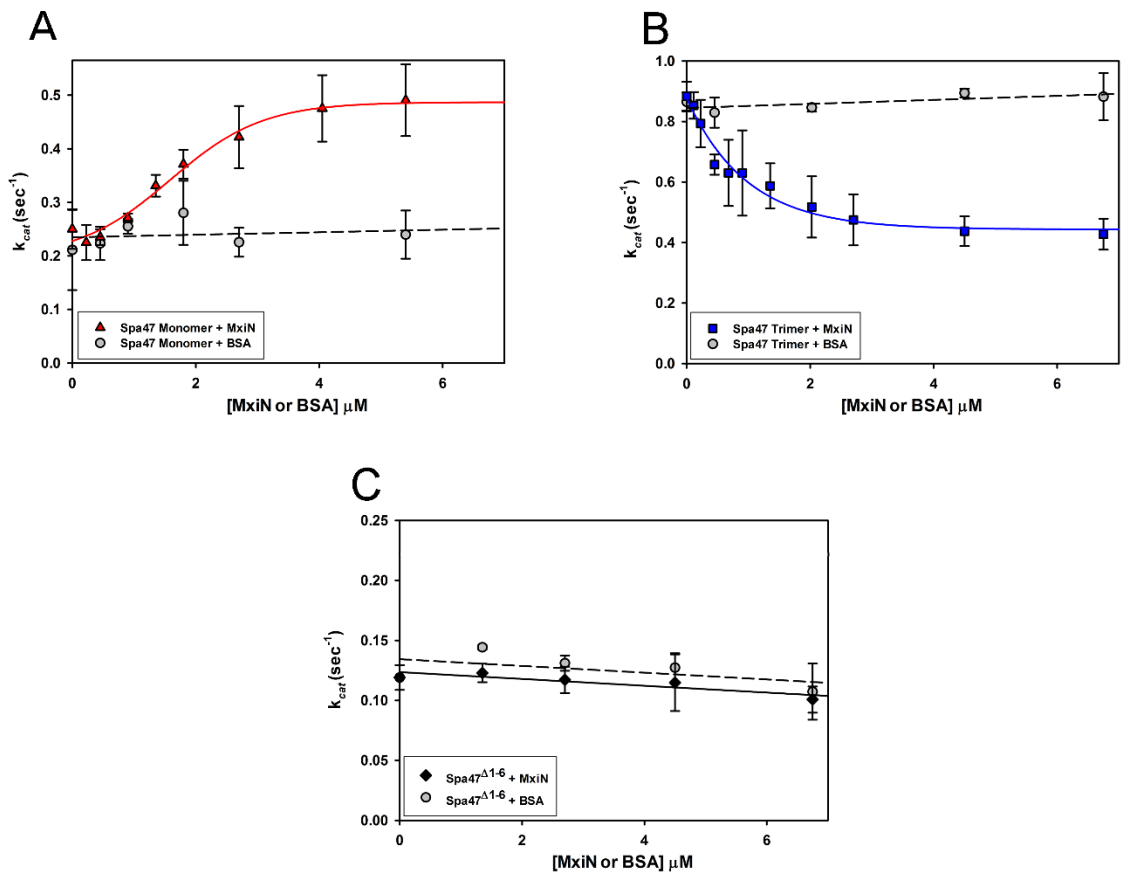 A
k_cat (sec⁻¹)
0.5
0.4
0.3
0.2
0.1
0.0
Spa47 Monomer + MxiN
Spa47 Monomer + BSA
0 2 4 6
[MxiN or BSA] μM
B
k_cat (sec⁻¹)
1.0
0.8
0.6
0.4
0.2
0.0
Spa47 Trimer + MxiN
Spa47 Trimer + BSA
0 2 4 6
[MxiN or BSA] μM
C
k_cat (sec⁻¹)
0.25
0.20
0.15
0.10
0.05
0.00
Spa47^Δ1-6 + MxiN
Spa47^Δ1-6 + BSA
0 2 4 6
[MxiN or BSA] μM